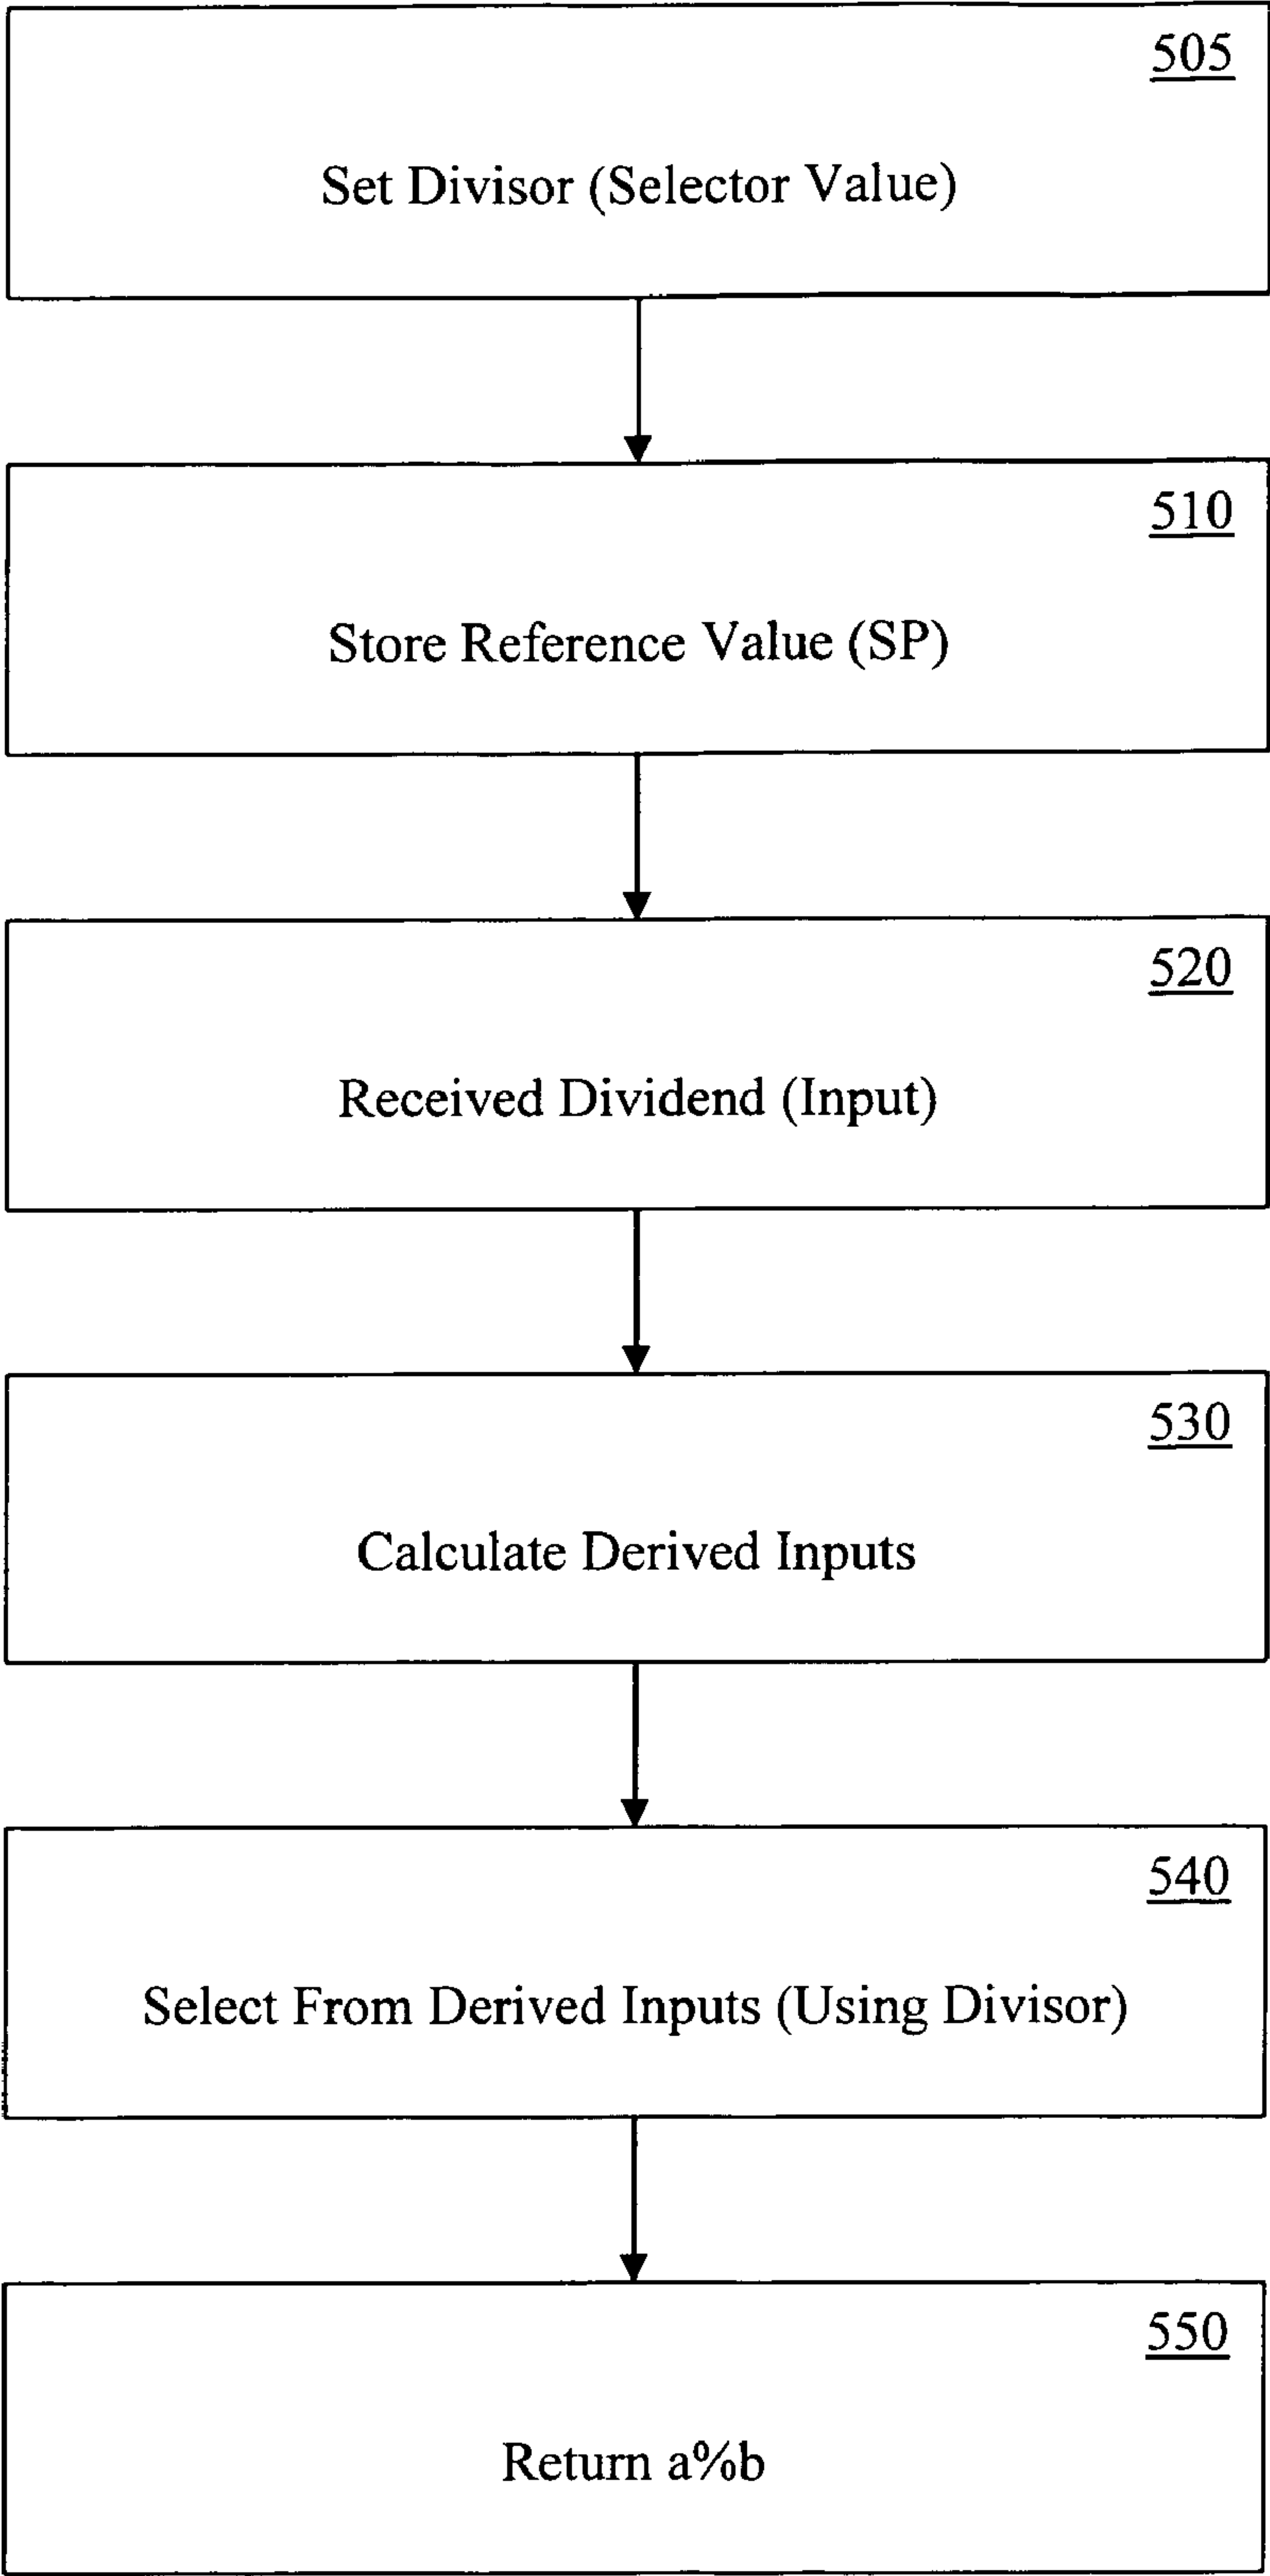 505
Set Divisor (Selector Value)
510
Store Reference Value (SP)
520
Received Dividend (Input)
530
Calculate Derived Inputs
540
Select From Derived Inputs (Using Divisor)
550
Return a%b